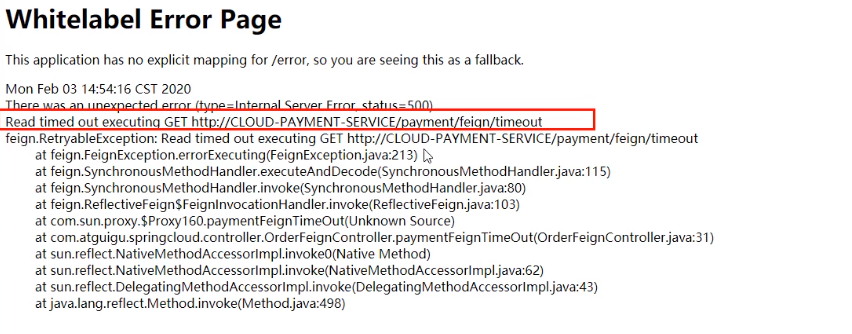 Whitelabel Error Page
This application has no explicit mapping for /error, so you are seeing this as a fallback.
Mon Feb 03 14:54:16 CST 2020
There was an unexpected error (type=Internal Server Error, status=500).
Read timed out executing GET http://CLOUD-PAYMENT-SERVICE/payment/feign/timeout
feign.RetryableException: Read timed out executing GET http://CLOUD-PAYMENT-SERVICE/payment/feign/timeout
at feign.FeignException.errorExecuting(FeignException.java:213)
at feign.SynchronousMethodHandler.executeAndDecode(SynchronousMethodHandler.java:115)
at feign.SynchronousMethodHandler.invoke(SynchronousMethodHandler.java:80)
at feign.ReflectiveFeign$FeignInvocationHandler.invoke(ReflectiveFeign.java:103)
at com.sun.proxy.$Proxy160.paymentFeignTimeOut(Unknown Source)
at com.atguigu.springcloud.controller.OrderFeignController.paymentFeignTimeOut(OrderFeignController.java:31)
at sun.reflect.NativeMethodAccessorImpl.invoke0(Native Method)
at sun.reflect.NativeMethodAccessorImpl.invoke(NativeMethodAccessorImpl.java:62)
at sun.reflect.DelegatingMethodAccessorImpl.invoke(DelegatingMethodAccessorImpl.java:43)
at java.lang.reflect.Method.invoke(Method.java:498)